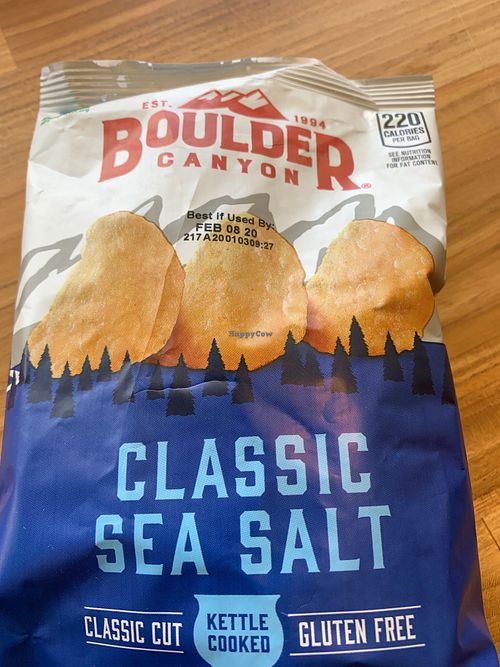 EST. 1994
BOULDER
CANYON
®
220
CALORIES
PER BAG
SEE NUTRITION
INFORMATION
FOR FAT CONTENT
Best if Used By:
FEB 08 20
217A20010309:27
HappyCow
CLASSIC
SEA SALT
CLASSIC CUT
KETTLE
COOKED
GLUTEN FREE